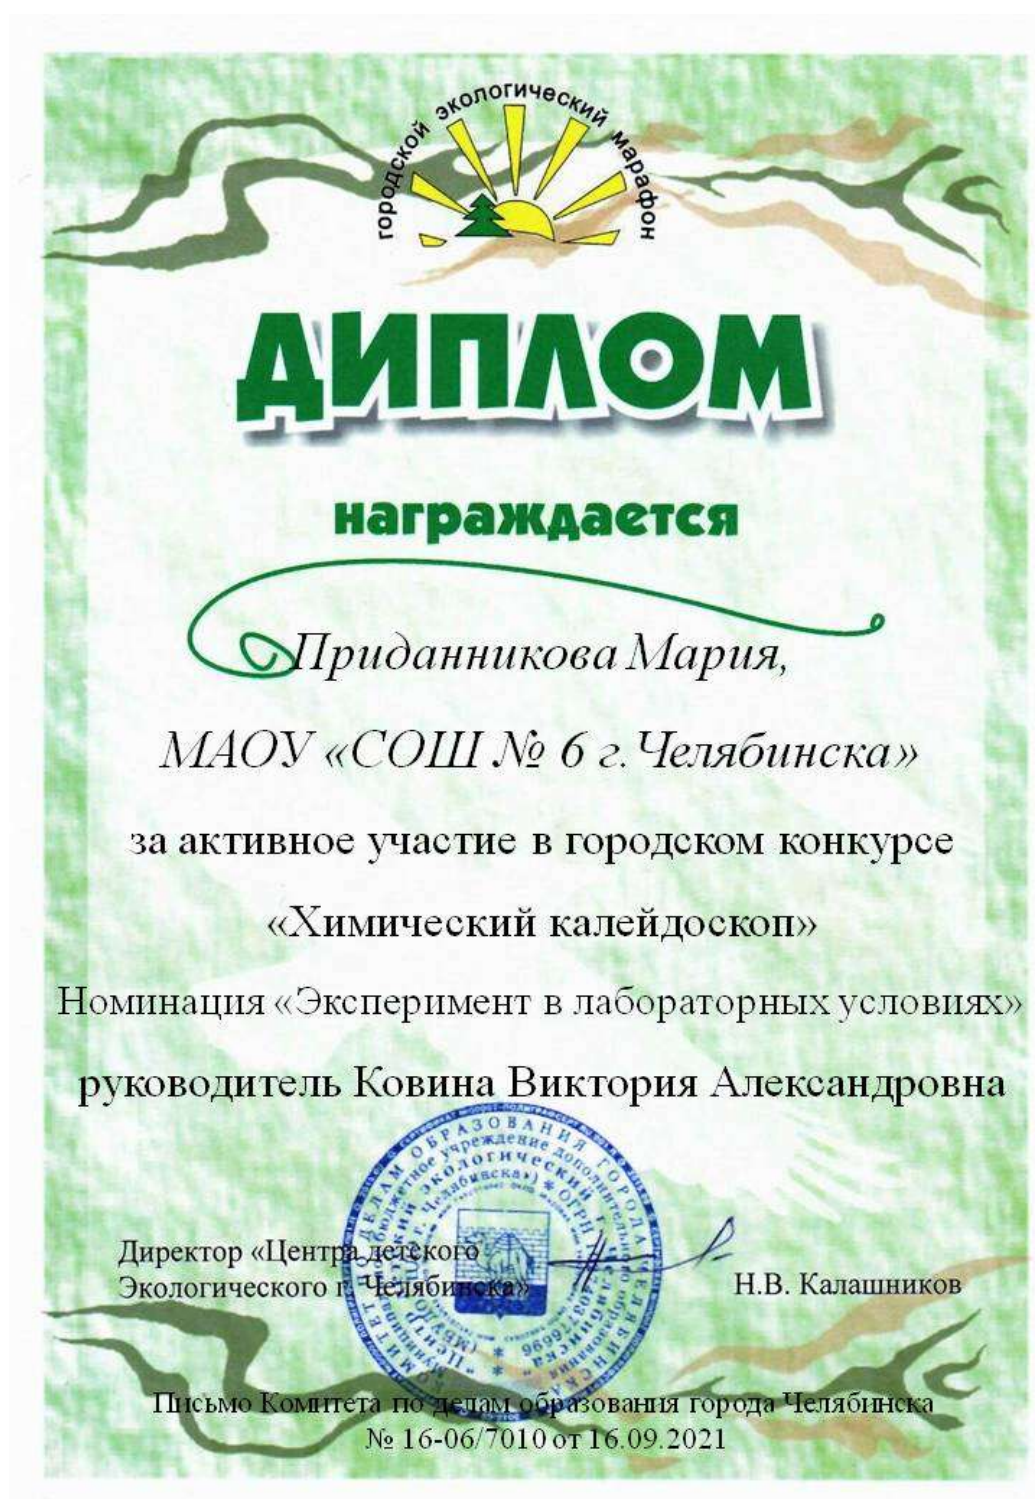 городской экологический марафон
ДИПЛОМ
награждается
Приданникова Мария,
МАОУ «СОШ № 6 г.Челябинска»
за активное участие в городском конкурсе
«Химический калейдоскоп»
Номинация «Эксперимент в лабораторных условиях»
руководитель Ковина Виктория Александровна
Директор «Центра детского
Экологического г. Челябинска»
Н.В. Калашников
Письмо Комитета по делам образования города Челябинска
№ 16-06/7010 от 16.09.2021